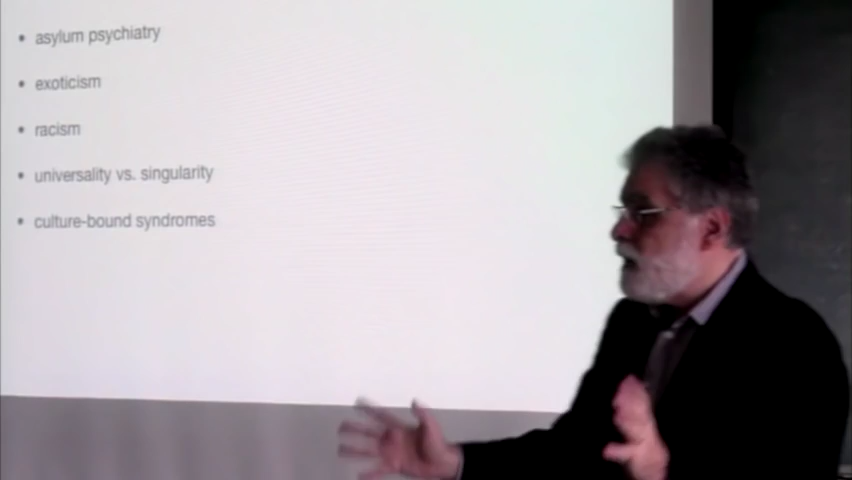 • asylum psychiatry
• exoticism
• racism
• universality vs. singularity
• culture-bound syndromes